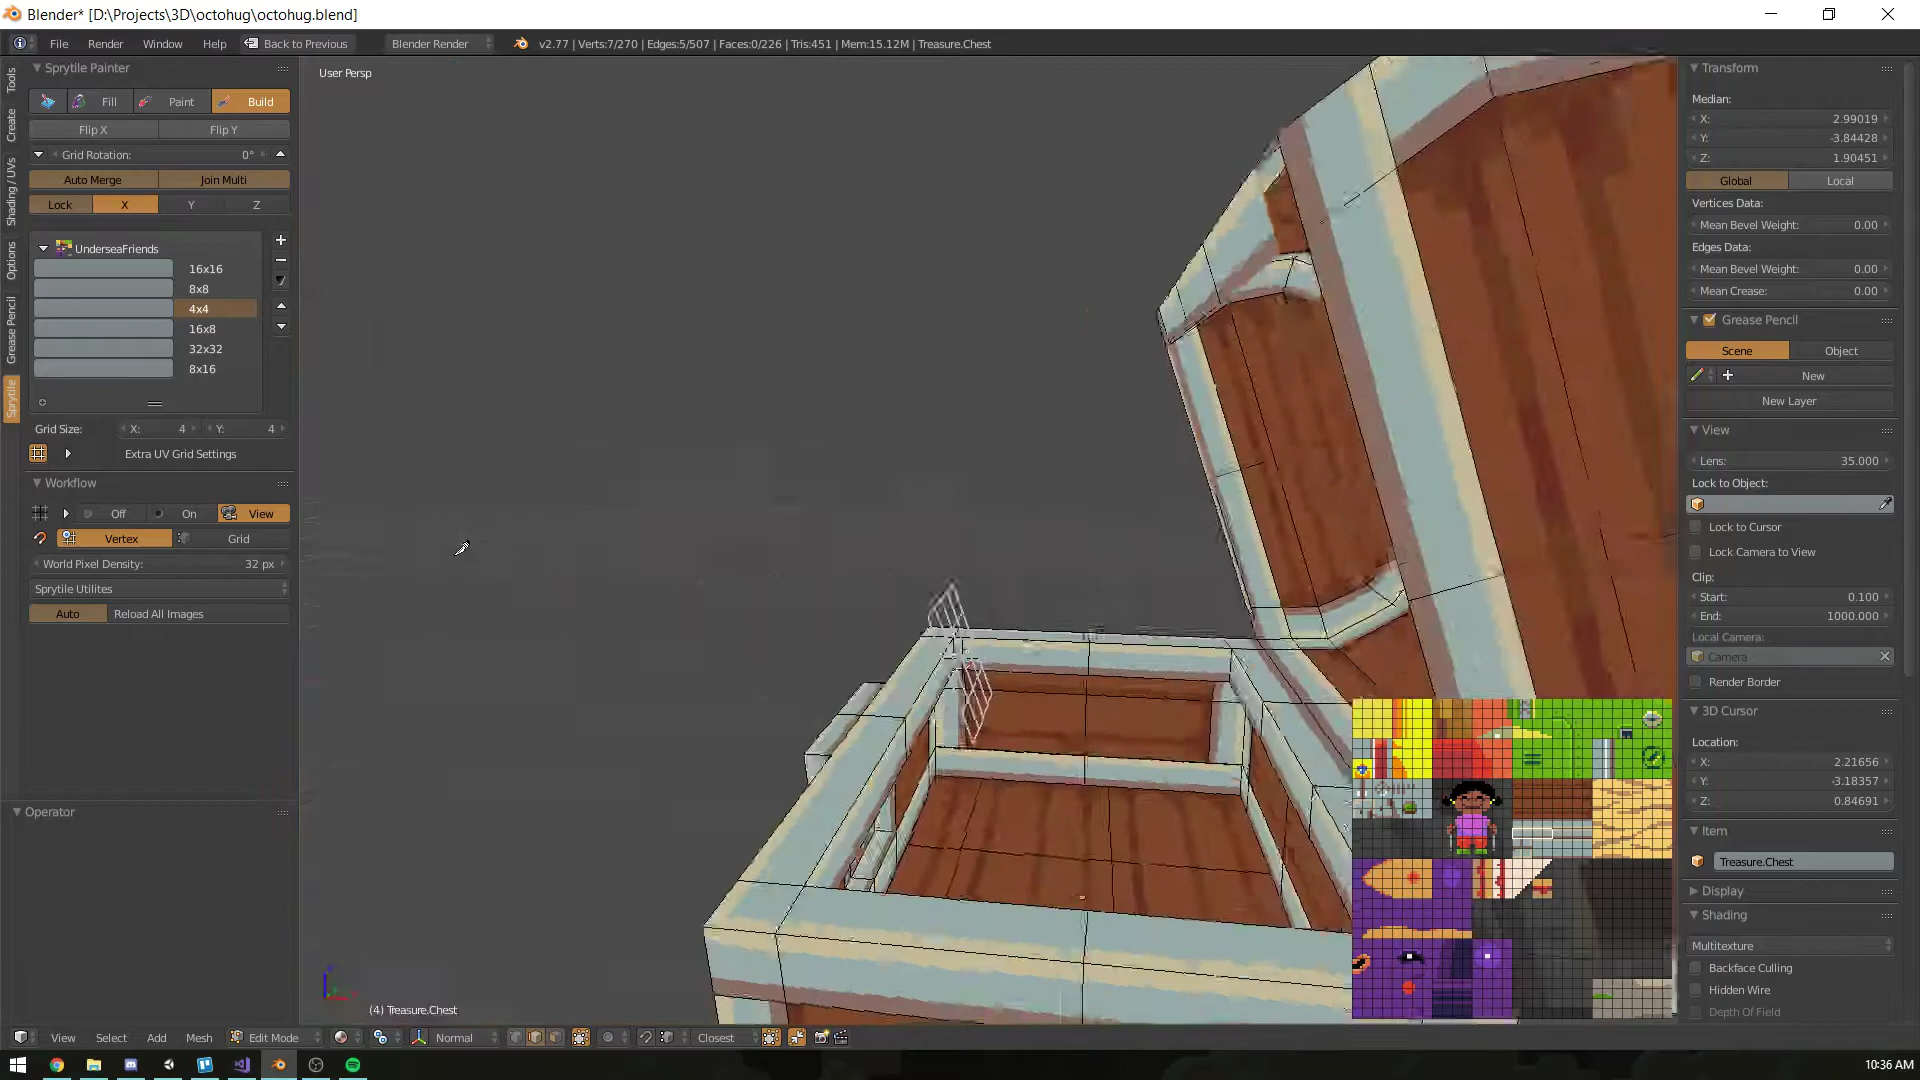 Blender* [D:\Projects\3D\octohug\octohug.blend]
File Render Window Help Back to Previous Blender Render v2.77 | Verts:7/270 | Edges:5/507 | Faces:0/226 | Tris:451 | Mem:15.12M | Treasure.Chest
Tools
Create
Shading / UVs
Options
Grease Pencil
Sprytile
Sprytile Painter
Fill Paint Build
Flip X Flip Y
Grid Rotation: 0°
Auto Merge Join Multi
Lock X Y Z
UnderseaFriends
16x16
8x8
4x4
16x8
32x32
8x16
Grid Size: X: 4 Y: 4
Extra UV Grid Settings
Workflow
Off On View
Vertex Grid
World Pixel Density: 32 px
Sprytile Utilites
Auto Reload All Images
Operator
User Persp
(4) Treasure.Chest
Transform
Median:
X: 2.99019
Y: -3.84428
Z: 1.90451
Global Local
Vertices Data:
Mean Bevel Weight: 0.00
Edges Data:
Mean Bevel Weight: 0.00
Mean Crease: 0.00
Grease Pencil
Scene Object
New
New Layer
View
Lens: 35.000
Lock to Object:
Lock to Cursor
Lock Camera to View
Clip:
Start: 0.100
End: 1000.000
Local Camera:
Camera
Render Border
3D Cursor
Location:
X: 2.21656
Y: -3.18357
Z: 0.84691
Item
Treasure.Chest
Display
Shading
Multitexture
Backface Culling
Hidden Wire
Depth Of Field
View Select Add Mesh Edit Mode Normal Closest
10:36 AM